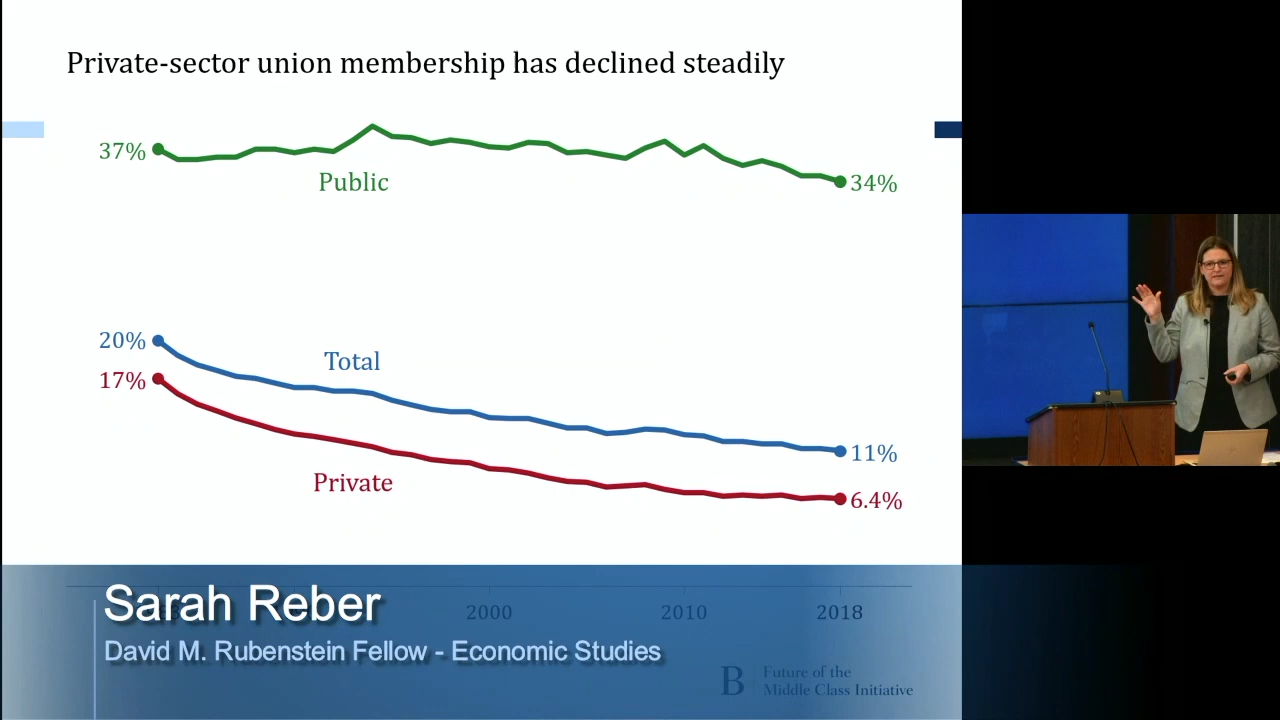 Private-sector union membership has declined steadily
37%
Public
34%
20%
Total
17%
11%
Private
6.4%
2000
2010
2018
Sarah Reber
David M. Rubenstein Fellow - Economic Studies
B
Future of the
Middle Class Initiative